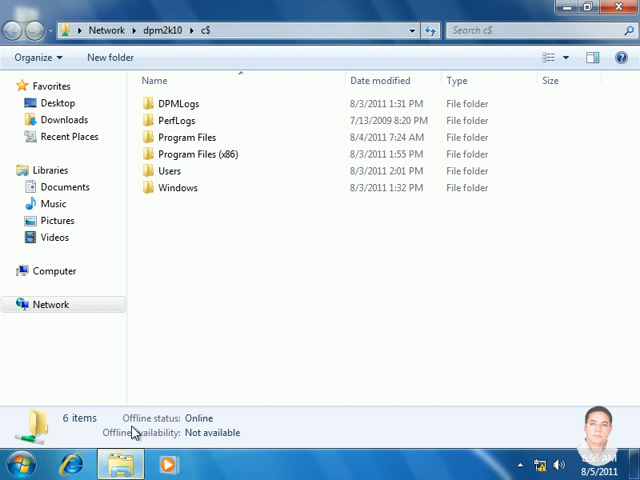 Network ▸ dpm2k10 ▸ c$
Search c$
Organize
New folder
Name Date modified Type Size
Favorites
Desktop
Downloads
Recent Places
Libraries
Documents
Music
Pictures
Videos
Computer
Network
DPMLogs 8/3/2011 1:31 PM File folder
PerfLogs 7/13/2009 8:20 PM File folder
Program Files 8/4/2011 7:24 AM File folder
Program Files (x86) 8/3/2011 1:55 PM File folder
Users 8/3/2011 2:01 PM File folder
Windows 8/3/2011 1:32 PM File folder
6 items Offline status: Online
Offline availability: Not available
AM
8/5/2011